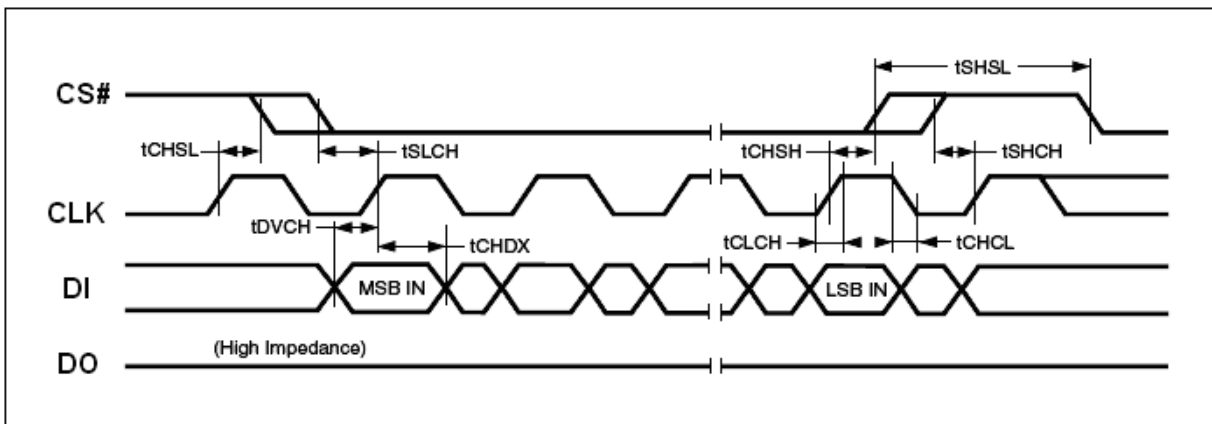 tSHSL
CS#
tCHSL
tSLCH
tCHSH
tSHCH
CLK
tDVCH
tCHDX
tCLCH
tCHCL
DI
MSB IN
LSB IN
(High Impedance)
DO